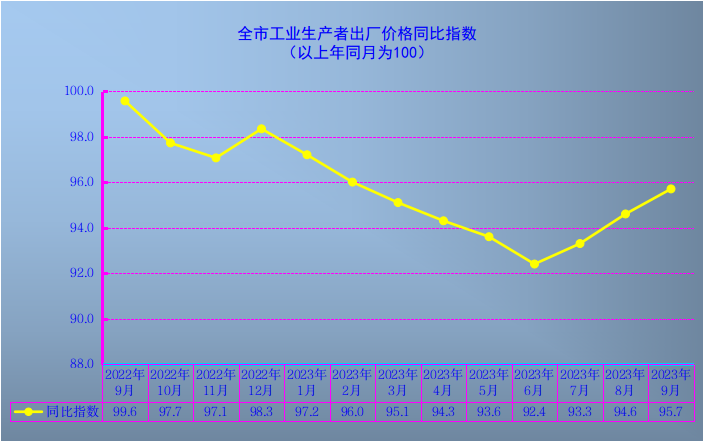 全市工业生产者出厂价格同比指数
（以上年同月为100）
100.0
98.0
96.0
94.0
92.0
90.0
88.0
2022年 2022年 2022年 2022年 2023年 2023年 2023年 2023年 2023年 2023年 2023年 2023年 2023年
9月 10月 11月 12月 1月 2月 3月 4月 5月 6月 7月 8月 9月
同比指数 99.6 97.7 97.1 98.3 97.2 96.0 95.1 94.3 93.6 92.4 93.3 94.6 95.7